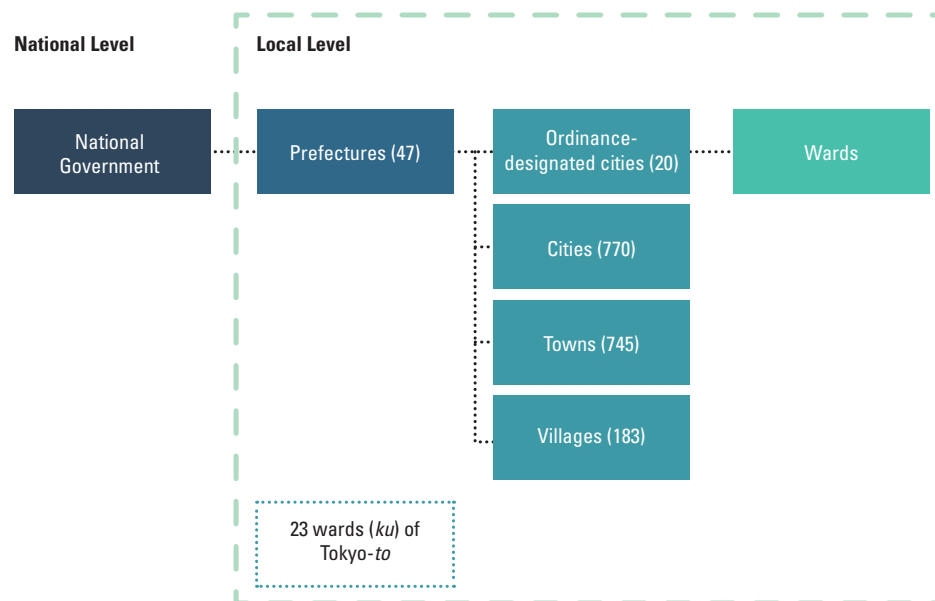 National Level
Local Level
National
Government
Prefectures (47)
Ordinance-
designated cities (20)
Wards
Cities (770)
Towns (745)
Villages (183)
23 wards (ku) of
Tokyo-to